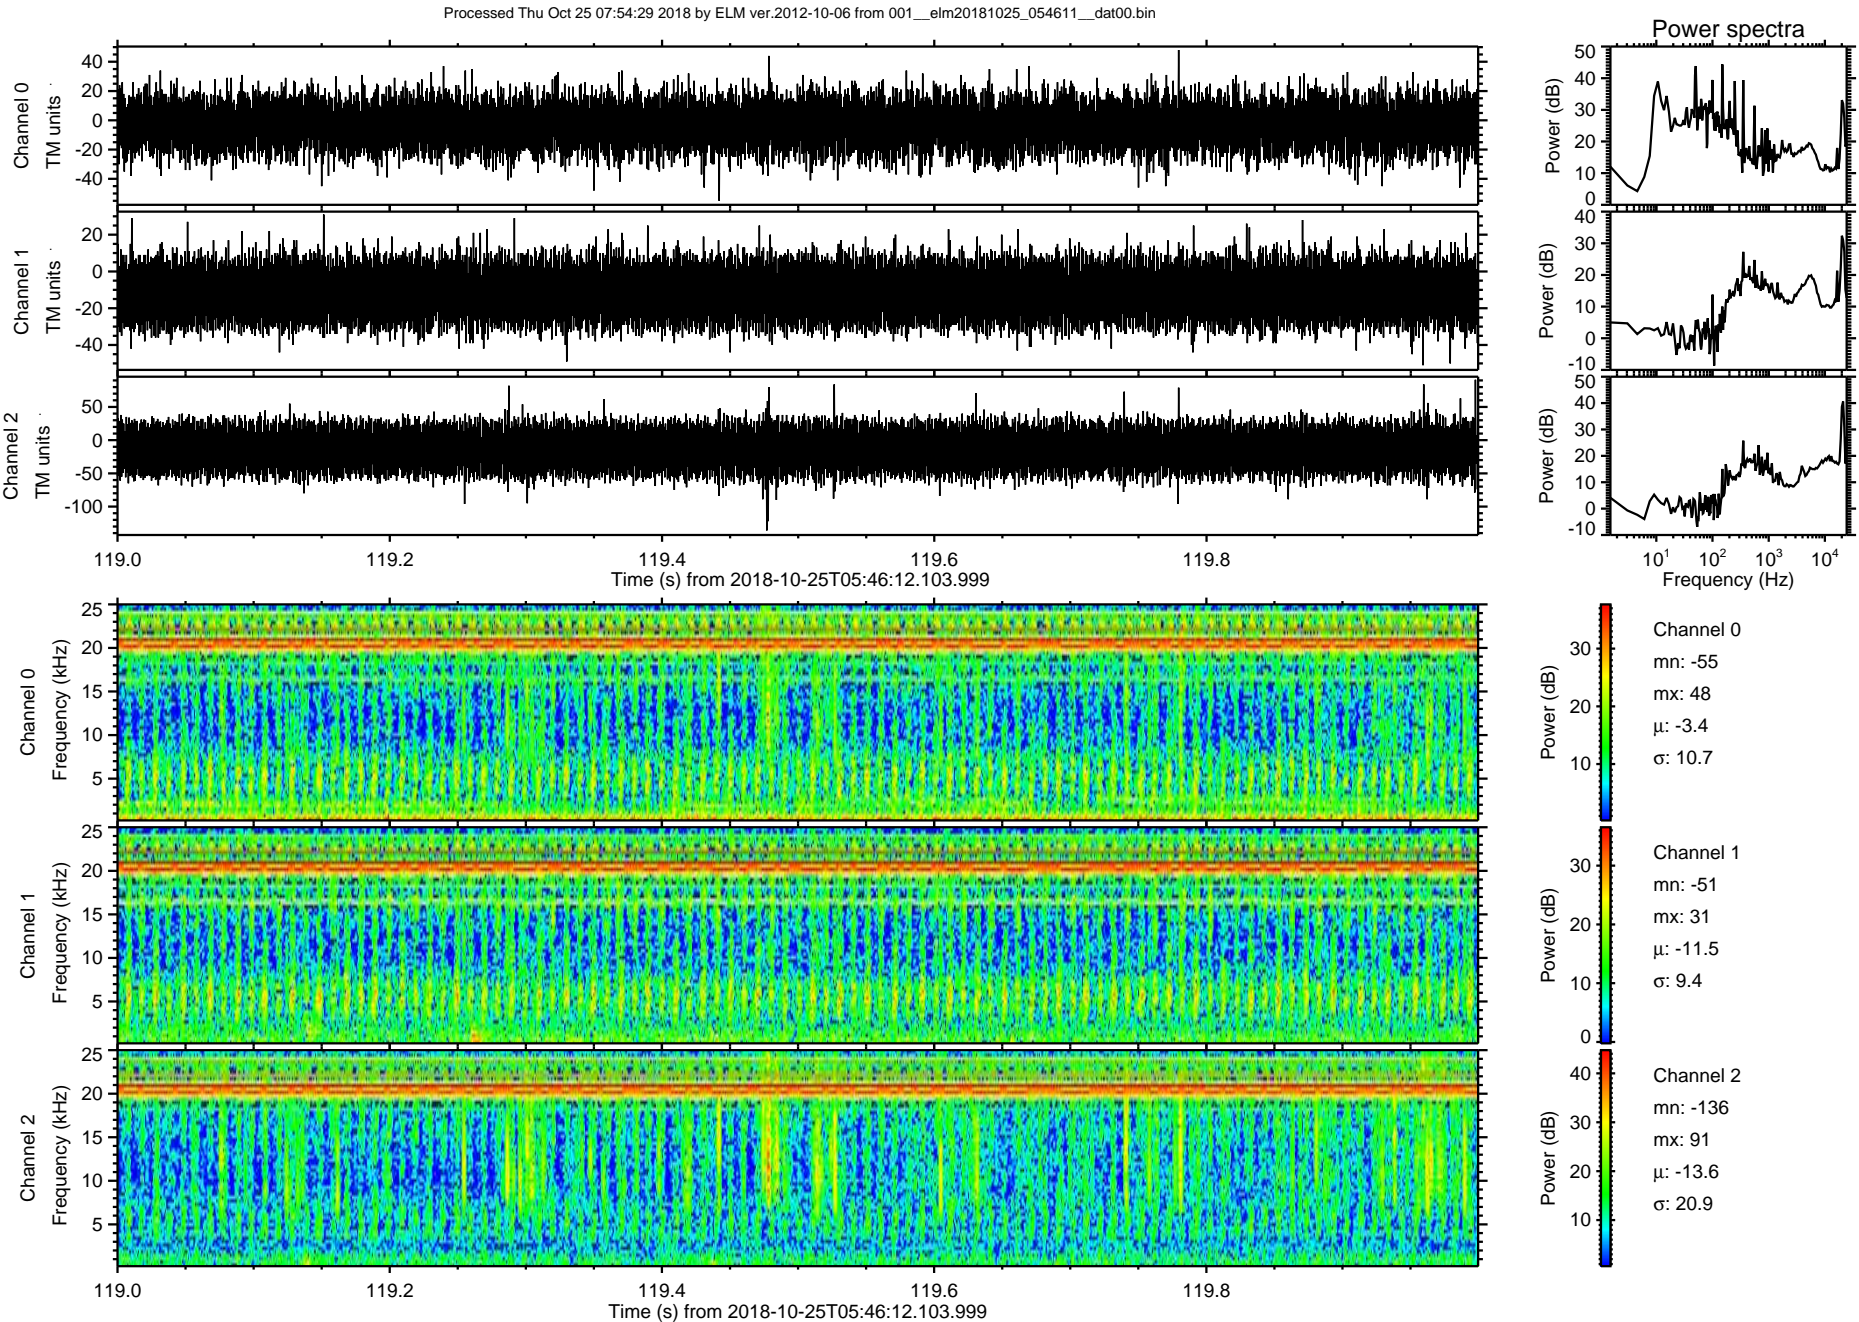 Processed Thu Oct 25 07:54:29 2018 by ELM ver.2012-10-06 from 001__elm20181025_054611__dat00.bin
Power spectra
Channel 0
TM units
40
20
0
-20
-40
Power (dB)
50
40
30
20
10
0
Channel 1
TM units
20
0
-20
-40
Power (dB)
40
30
20
10
0
-10
Channel 2
TM units
50
0
-50
-100
Power (dB)
50
40
30
20
10
0
-10
119.0 119.2 119.4 119.6 119.8
Time (s) from 2018-10-25T05:46:12.103.999
10^1 10^2 10^3 10^4
Frequency (Hz)
Channel 0
Frequency (kHz)
25
20
15
10
5
Power (dB)
30
20
10
Channel 0
mn: -55
mx: 48
μ: -3.4
σ: 10.7
Channel 1
Frequency (kHz)
25
20
15
10
5
Power (dB)
30
20
10
0
Channel 1
mn: -51
mx: 31
μ: -11.5
σ: 9.4
Channel 2
Frequency (kHz)
25
20
15
10
5
Power (dB)
40
30
20
10
Channel 2
mn: -136
mx: 91
μ: -13.6
σ: 20.9
119.0 119.2 119.4 119.6 119.8
Time (s) from 2018-10-25T05:46:12.103.999